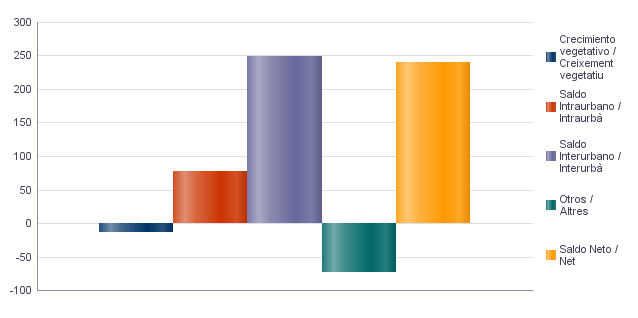 300
250
200
150
100
50
0
-50
-100
Crecimiento
vegetativo /
Creixement
vegetatiu
Saldo
Intraurbano /
Intraurbà
Saldo
Interurbano /
Interurbà
Otros /
Altres
Saldo Neto /
Net